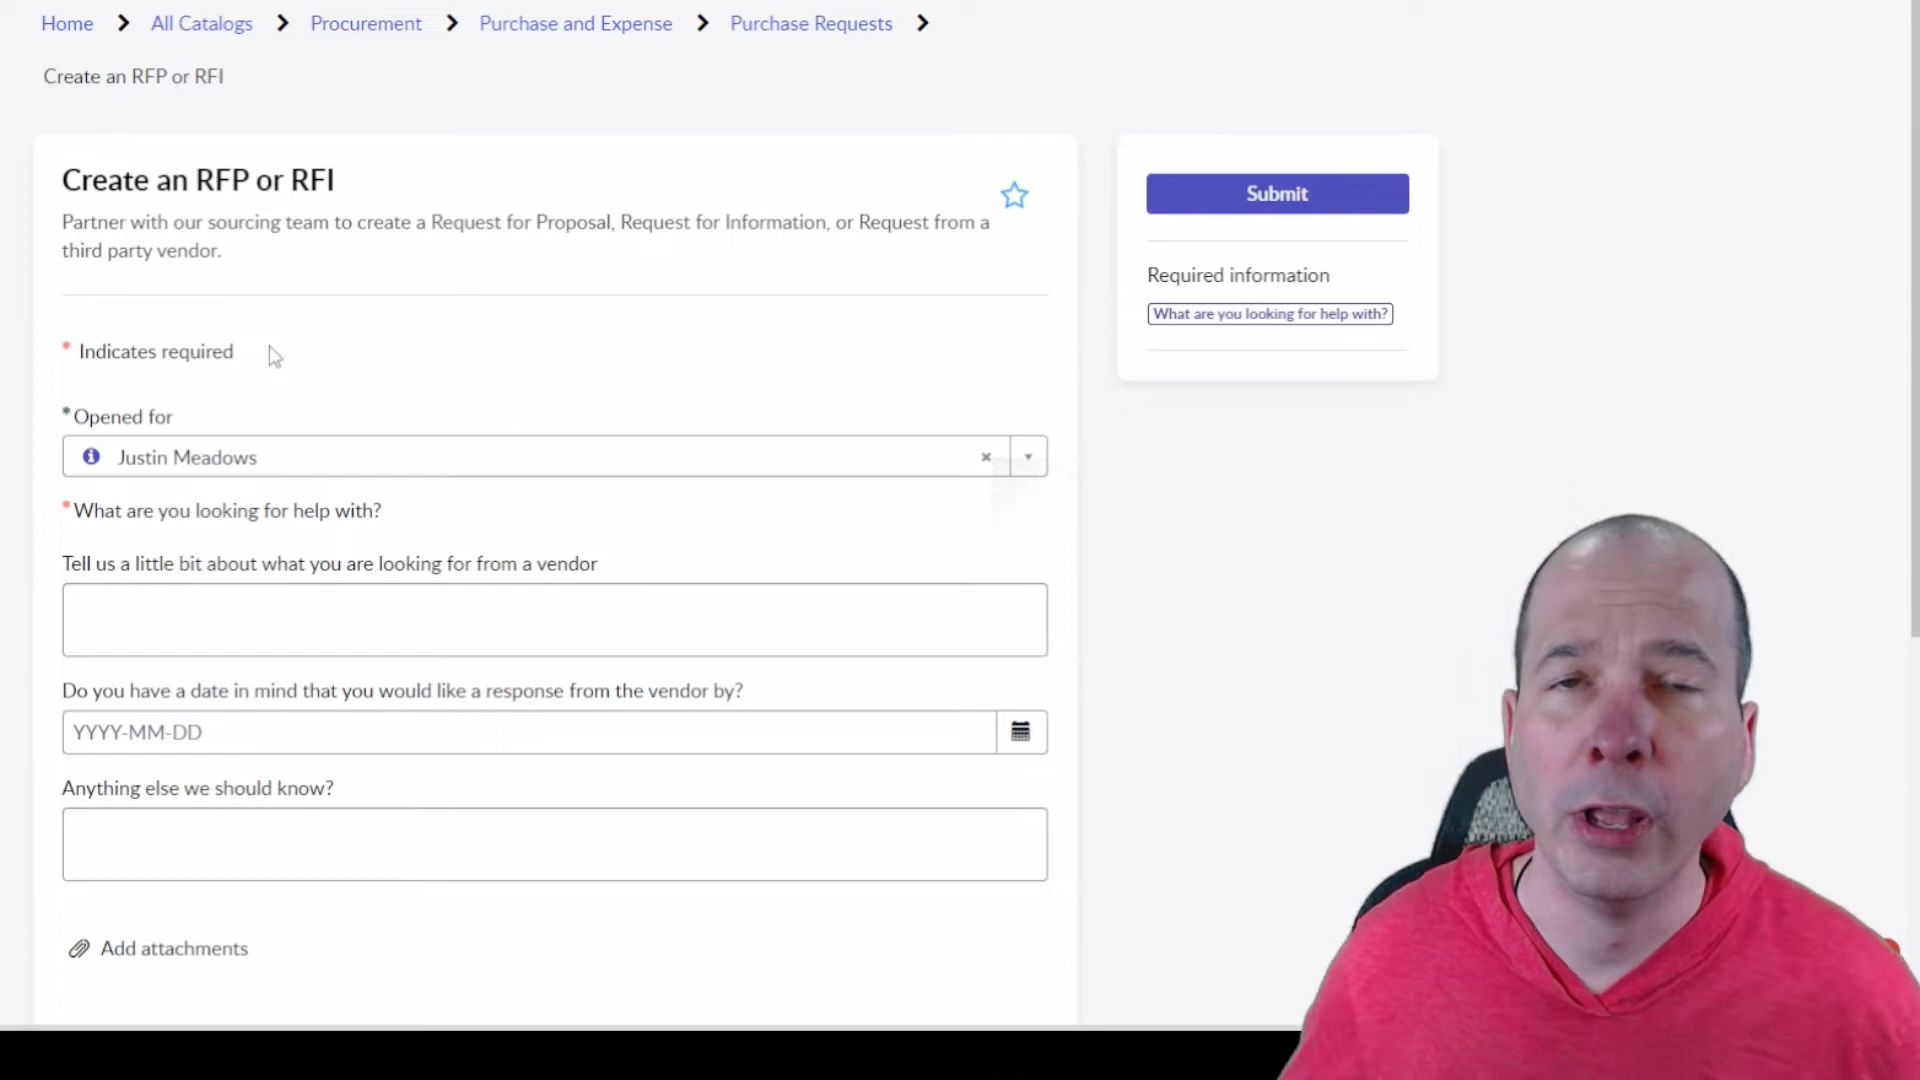 Home > All Catalogs > Procurement > Purchase and Expense > Purchase Requests >
Create an RFP or RFI
Create an RFP or RFI
Partner with our sourcing team to create a Request for Proposal, Request for Information, or Request from a
third party vendor.
* Indicates required
* Opened for
Justin Meadows
* What are you looking for help with?
Tell us a little bit about what you are looking for from a vendor
Do you have a date in mind that you would like a response from the vendor by?
YYYY-MM-DD
Anything else we should know?
Add attachments
Submit
Required information
What are you looking for help with?